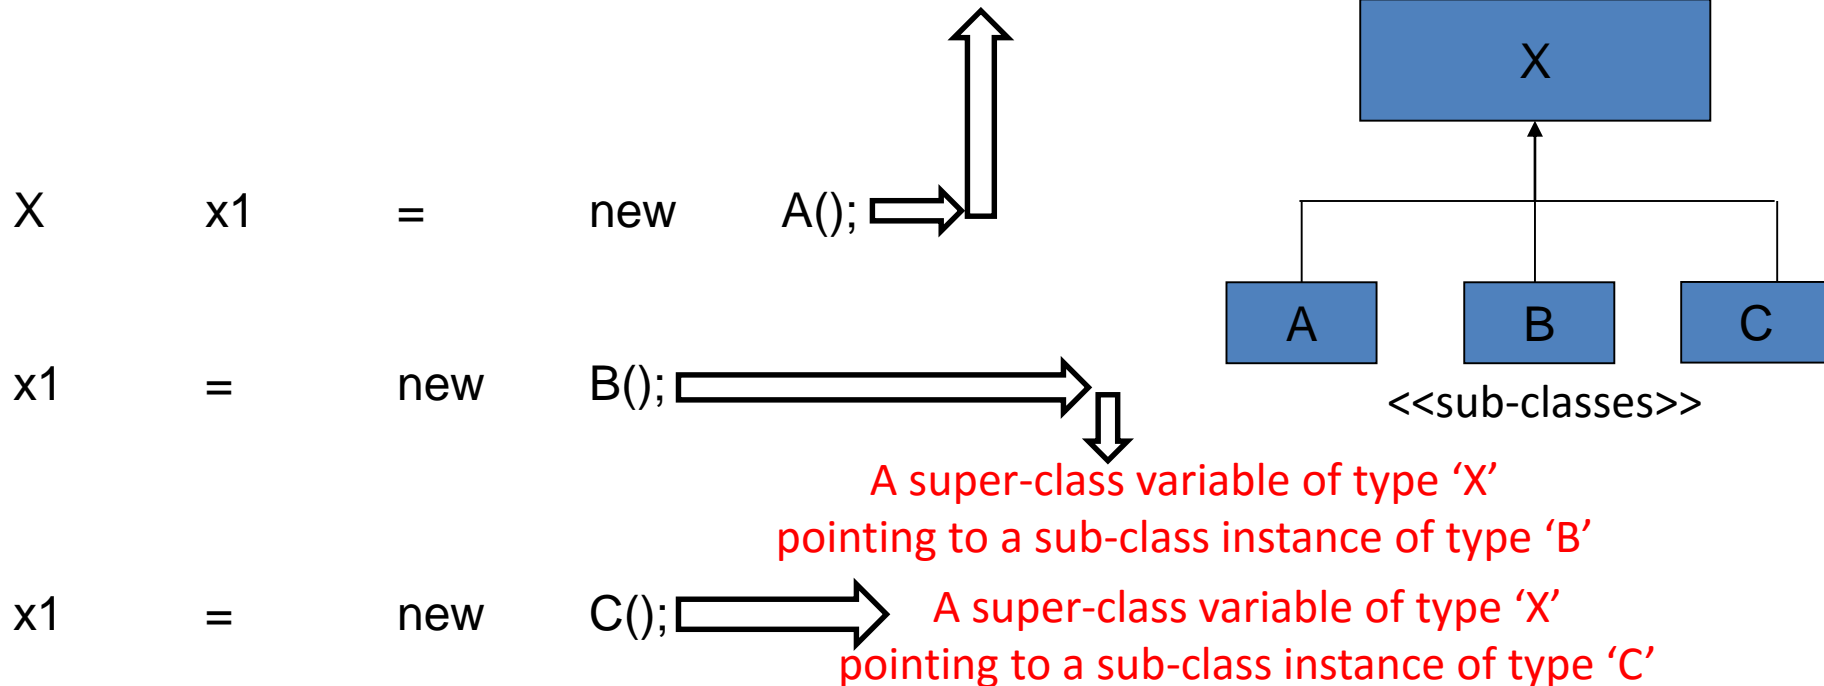 X
X x1 = new A();
A B C
x1 = new B();
<<sub-classes>>
A super-class variable of type ‘X’
pointing to a sub-class instance of type ‘B’
x1 = new C();
A super-class variable of type ‘X’
pointing to a sub-class instance of type ‘C’